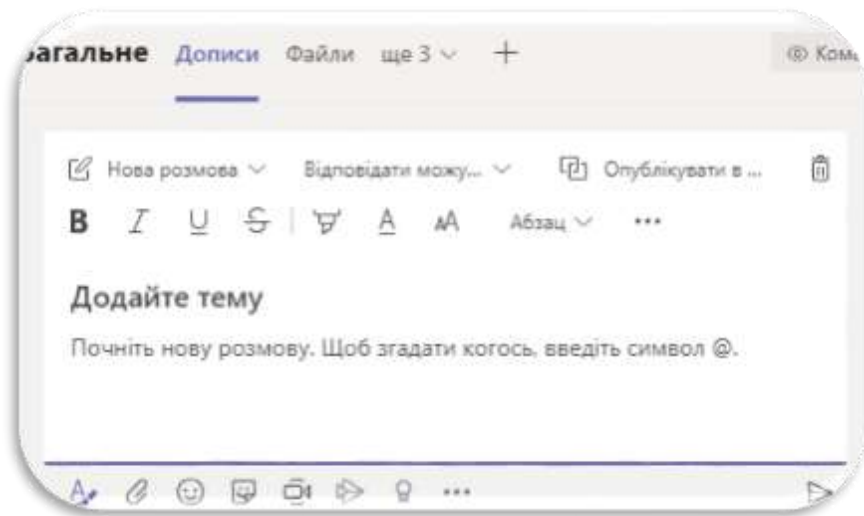 агальне Дописи Файли ще 3 +
Нова розмова Відповідати можу... Опублікувати в ...
B I U S A AA Абзац ...
Додайте тему
Почніть нову розмову. Щоб згадати когось, введіть символ @.